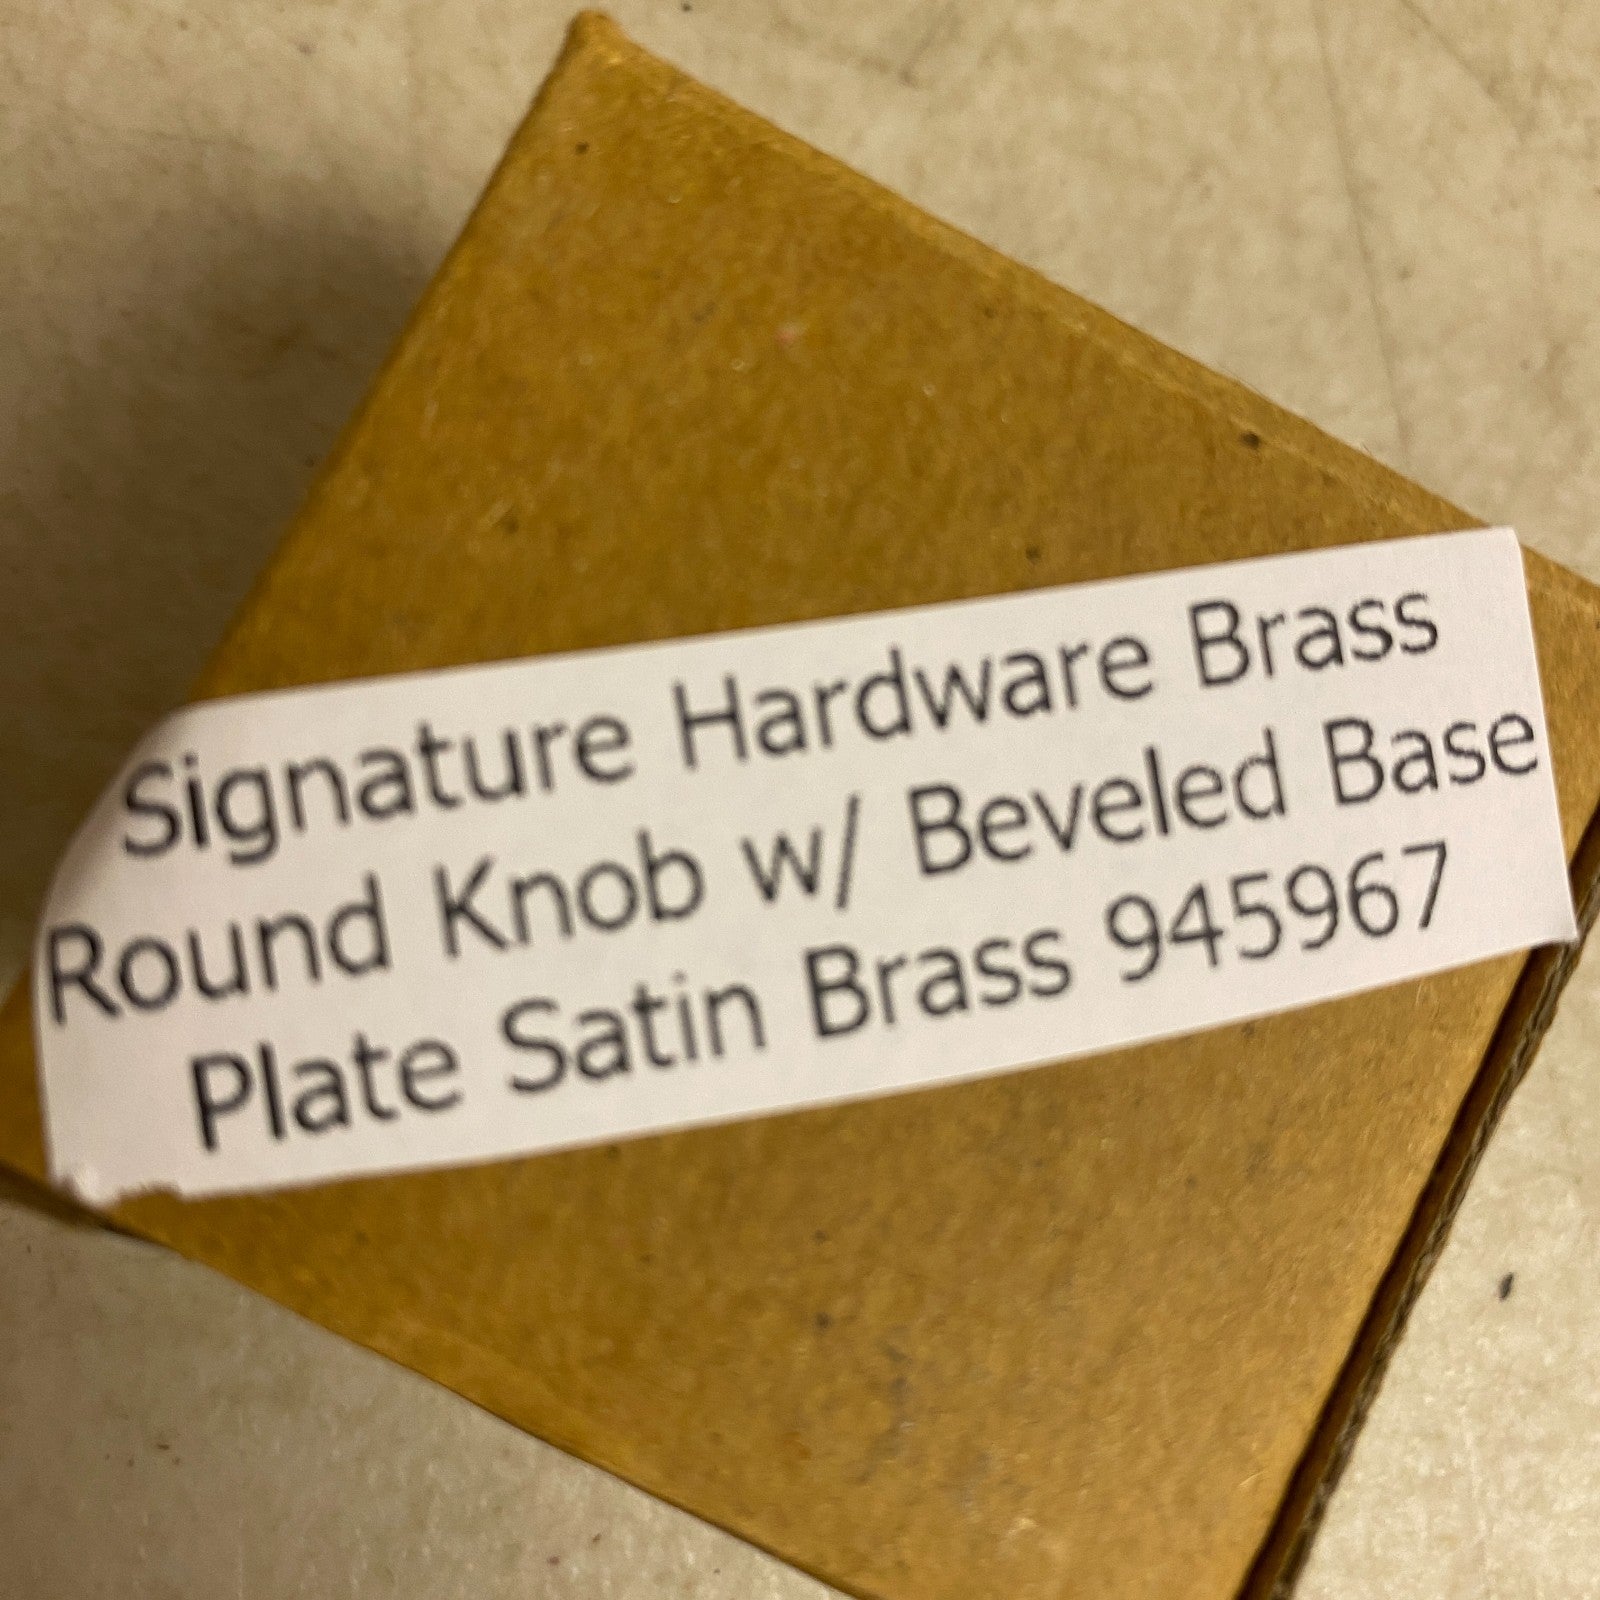 Signature Hardware Brass
Round Knob w/ Beveled Base
Plate Satin Brass 945967